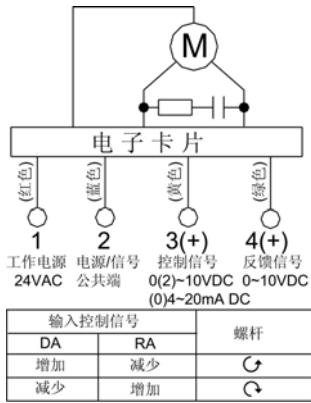 M
电子卡片
(红色) (蓝色) (黄色) (绿色)
1 2 3(+) 4(+)
工作电源 电源/信号 控制信号 反馈信号
24VAC 公共端 0(2)~10VDC 0~10VDC
(0)4~20mA DC
输入控制信号 螺杆
DA RA
增加 减少
减少 增加